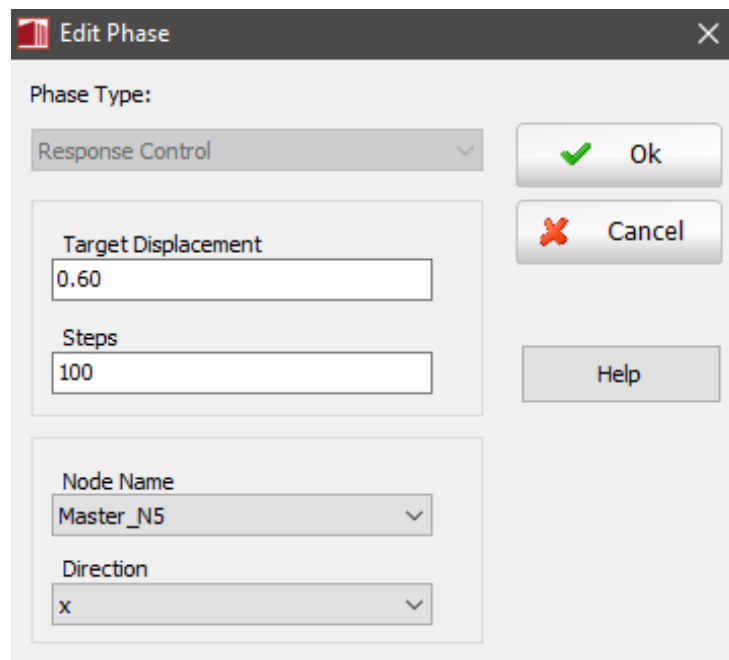 Edit Phase
Phase Type:
Response Control
Ok
Target Displacement
0.60
Cancel
Steps
100
Help
Node Name
Master_N5
Direction
x